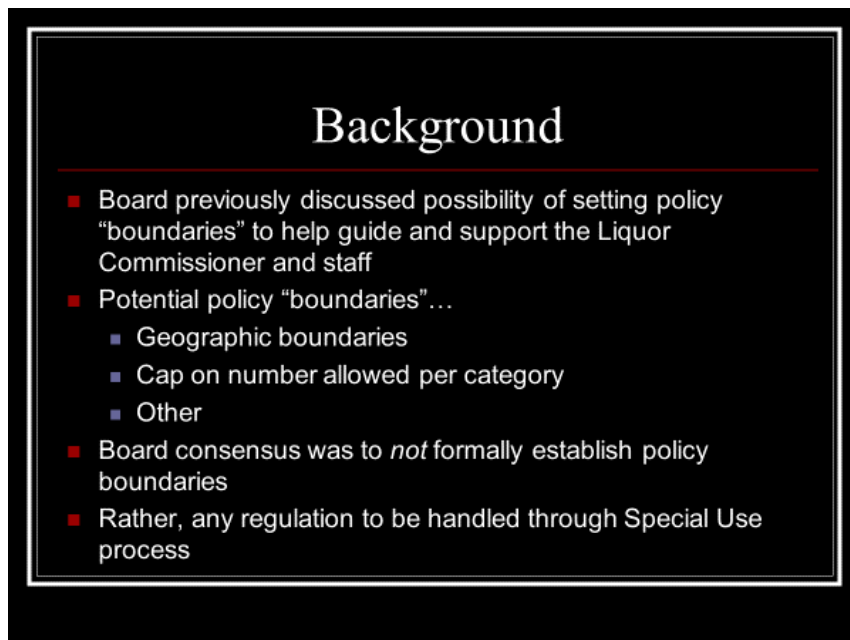 Background
Board previously discussed possibility of setting policy
“boundaries” to help guide and support the Liquor
Commissioner and staff
Potential policy “boundaries”…
Geographic boundaries
Cap on number allowed per category
Other
Board consensus was to not formally establish policy
boundaries
Rather, any regulation to be handled through Special Use
process